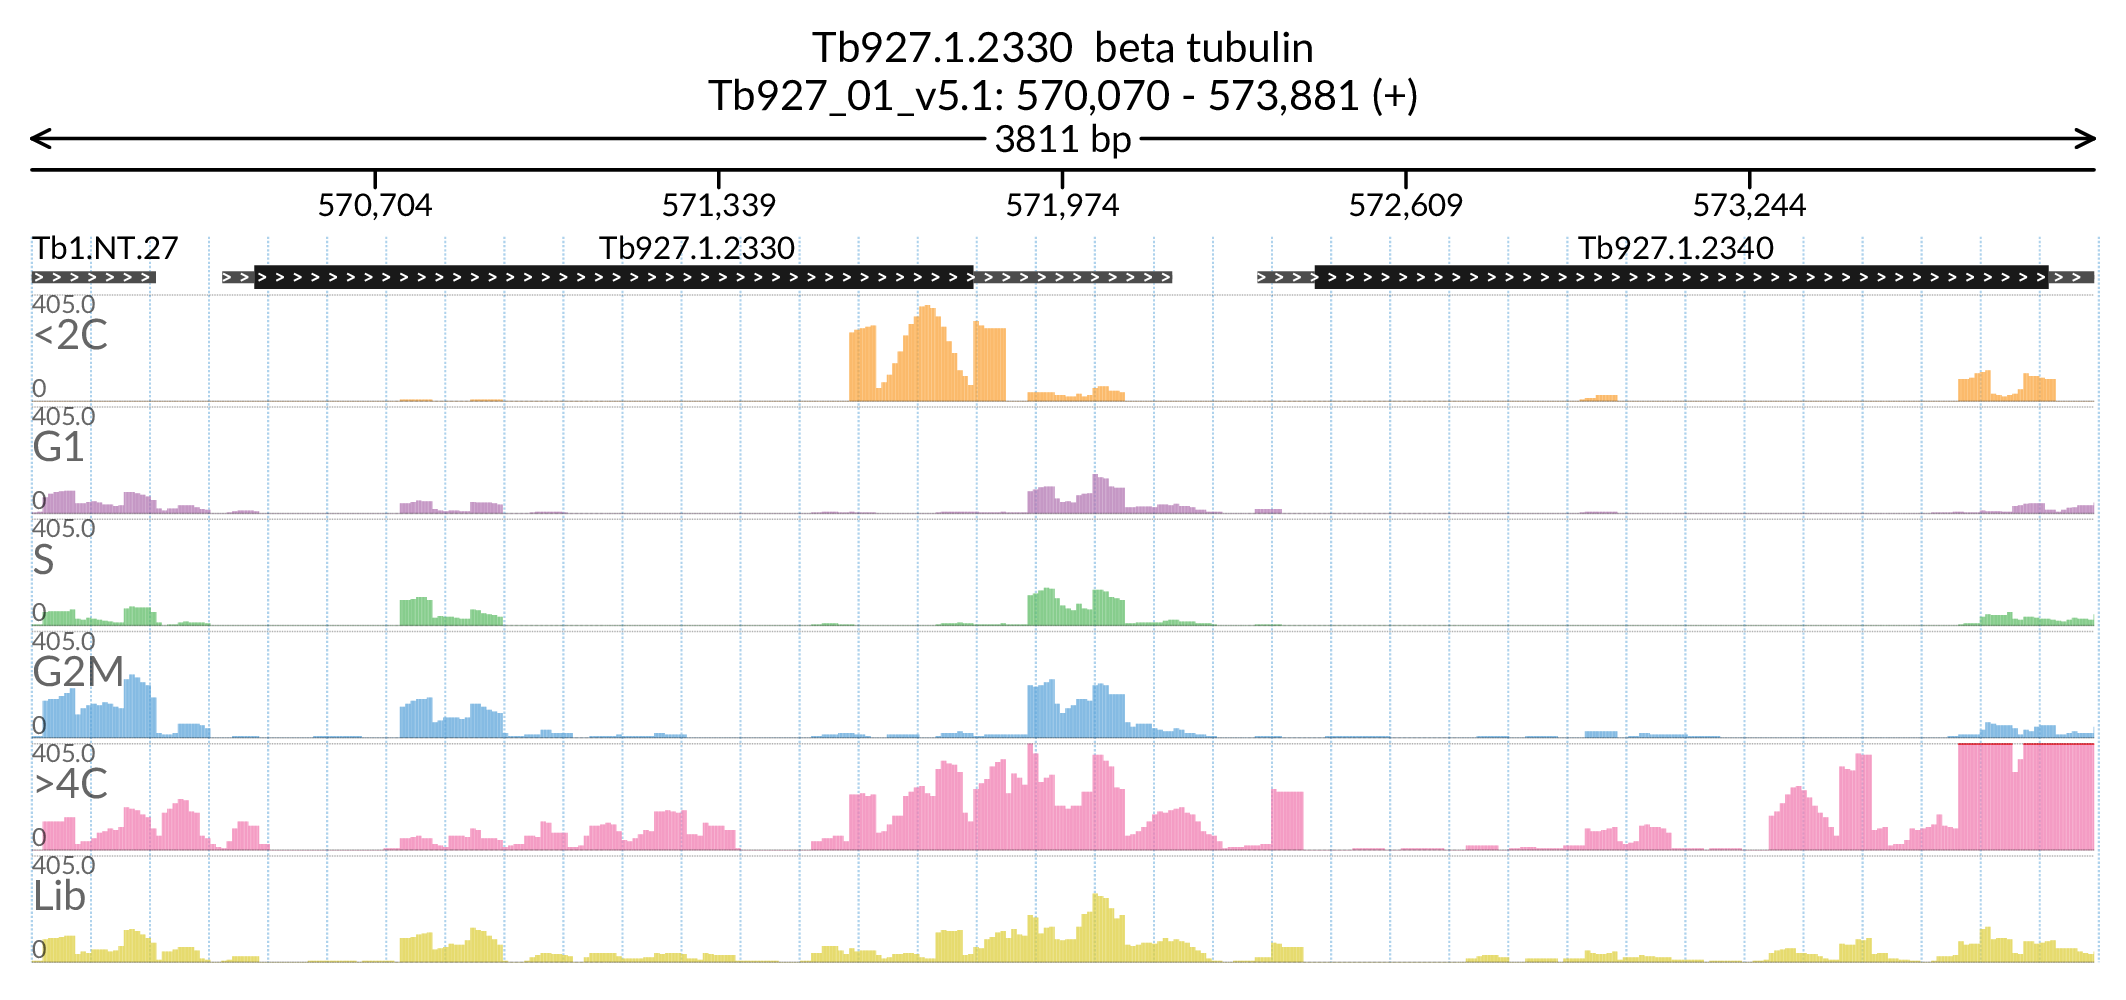 Tb927.1.2330  beta tubulin
Tb927_01_v5.1: 570,070 - 573,881 (+)
3811 bp
570,704 571,339 571,974 572,609 573,244
Tb1.NT.27 Tb927.1.2330 Tb927.1.2340
405.0
<2C
0
405.0
G1
0
405.0
S
0
405.0
G2M
0
405.0
>4C
0
405.0
Lib
0